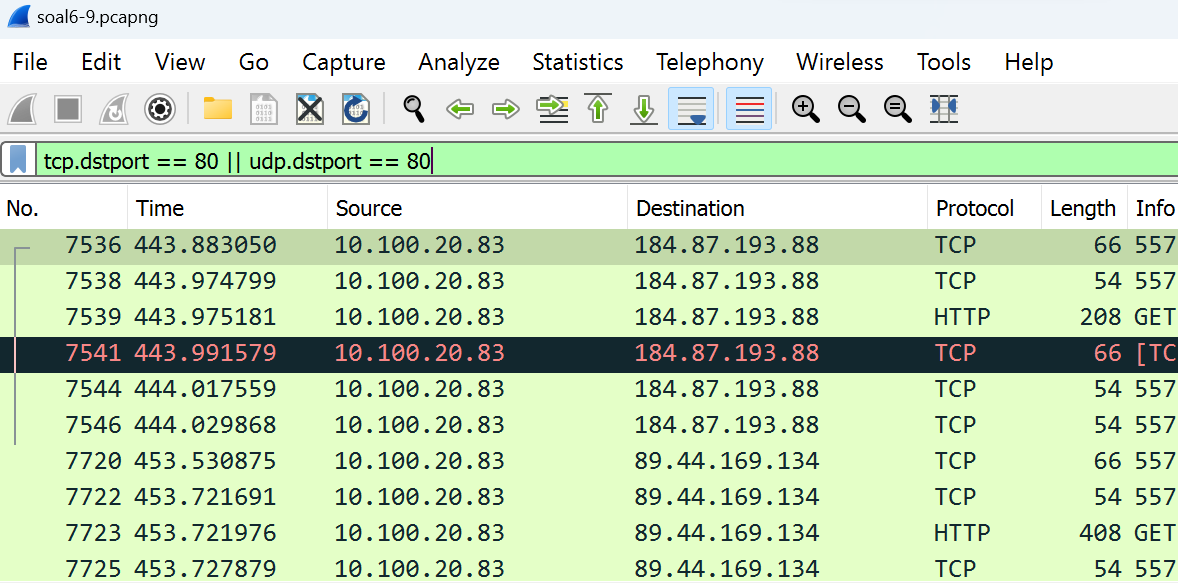 soal6-9.pcapng
File Edit View Go Capture Analyze Statistics Telephony Wireless Tools Help
tcp.dstport == 80 || udp.dstport == 80
No. Time Source Destination Protocol Length Info
7536 443.883050 10.100.20.83 184.87.193.88 TCP 66 557
7538 443.974799 10.100.20.83 184.87.193.88 TCP 54 557
7539 443.975181 10.100.20.83 184.87.193.88 HTTP 208 GET
7541 443.991579 10.100.20.83 184.87.193.88 TCP 66 [TC
7544 444.017559 10.100.20.83 184.87.193.88 TCP 54 557
7546 444.029868 10.100.20.83 184.87.193.88 TCP 54 557
7720 453.530875 10.100.20.83 89.44.169.134 TCP 66 557
7722 453.721691 10.100.20.83 89.44.169.134 TCP 54 557
7723 453.721976 10.100.20.83 89.44.169.134 HTTP 408 GET
7725 453.727879 10.100.20.83 89.44.169.134 TCP 54 557